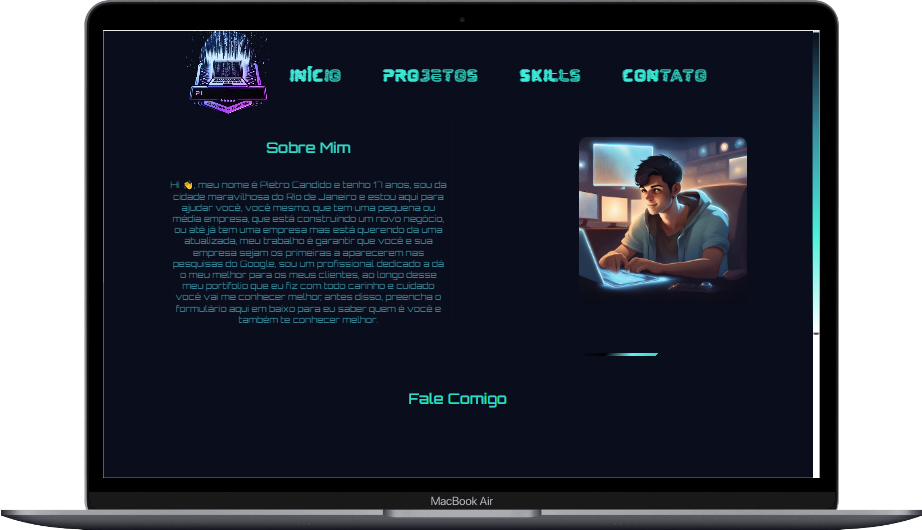 PI
INÍCIO PROJETOS SKILLS CONTATO
Sobre Mim
Hi 👋, meu nome é Pietro Candido e tenho 17 anos, sou da
cidade maravilhosa do Rio de Janeiro e estou aqui para
ajudar você, você mesmo, que tem uma pequena ou
média empresa, que está construindo um novo negócio,
ou até já tem uma empresa mas está querendo da uma
atualizada, meu trabalho é garantir que você e sua
empresa sejam os primeiras a aparecerem nas
pesquisas do Google, sou um profissional dedicado a dá
o meu melhor para os meus clientes, ao longo desse
meu portifolio que eu fiz com todo carinho e cuidado
você vai me conhecer melhor, antes disso, preencha o
formulário aqui em baixo para eu saber quem é você e
também te conhecer melhor.
Fale Comigo
MacBook Air